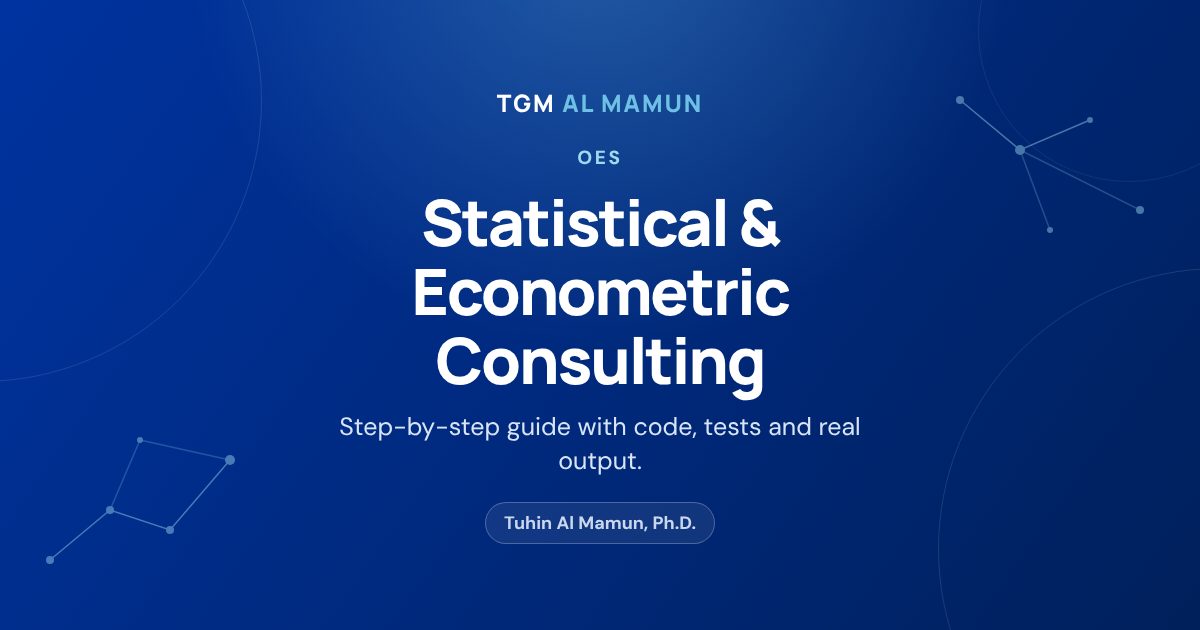 TGM AL MAMUN
OES
Statistical &
Econometric
Consulting
Step-by-step guide with code, tests and real
output.
Tuhin Al Mamun, Ph.D.